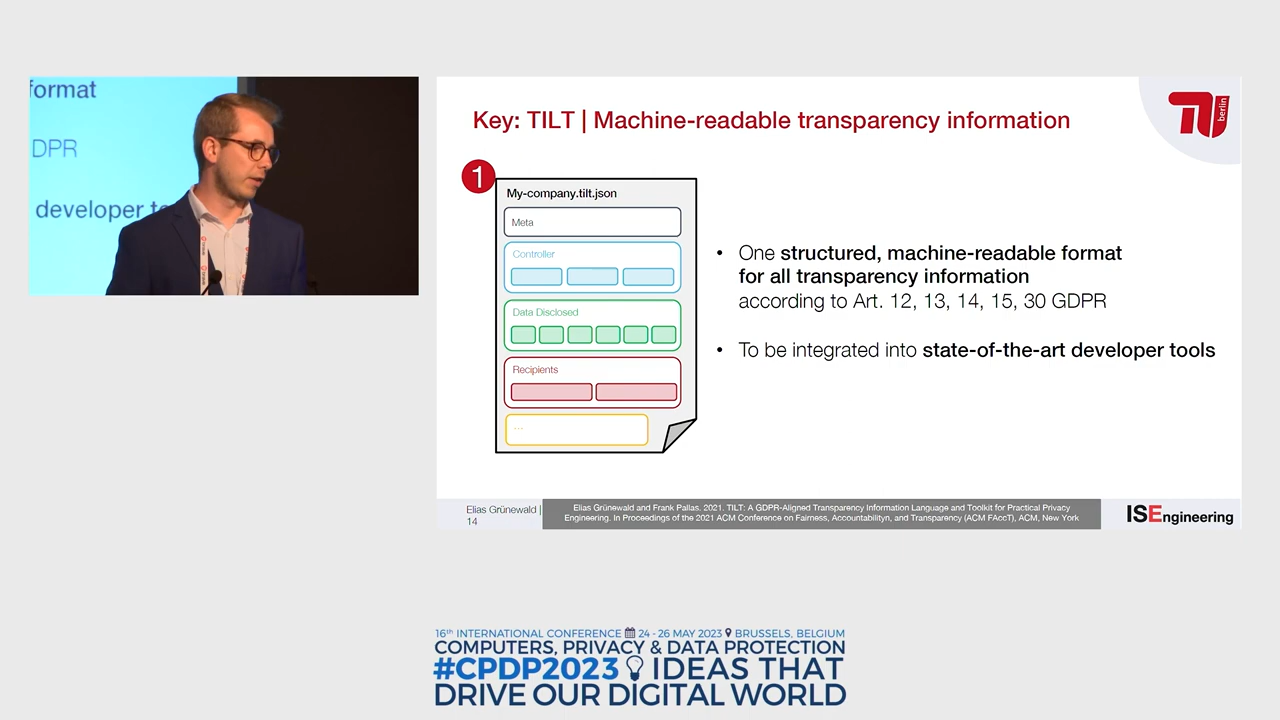 format
DPR
developer to
Key: TILT | Machine-readable transparency information
TU
berlin
1
My-company.tilt.json
Meta
Controller
Data Disclosed
Recipients
...
• One structured, machine-readable format
for all transparency information
according to Art. 12, 13, 14, 15, 30 GDPR
• To be integrated into state-of-the-art developer tools
Elias Grünewald |
14
Elias Grünewald and Frank Pallas. 2021. TILT: A GDPR-Aligned Transparency Information Language and Toolkit for Practical Privacy
Engineering. In Proceedings of the 2021 ACM Conference on Fairness, Accountabilityn, and Transparency (ACM FAccT), ACM, New York
ISEngineering
16th INTERNATIONAL CONFERENCE 24 - 26 MAY 2023 BRUSSELS, BELGIUM
COMPUTERS, PRIVACY & DATA PROTECTION
#CPDP2023 IDEAS THAT
DRIVE OUR DIGITAL WORLD